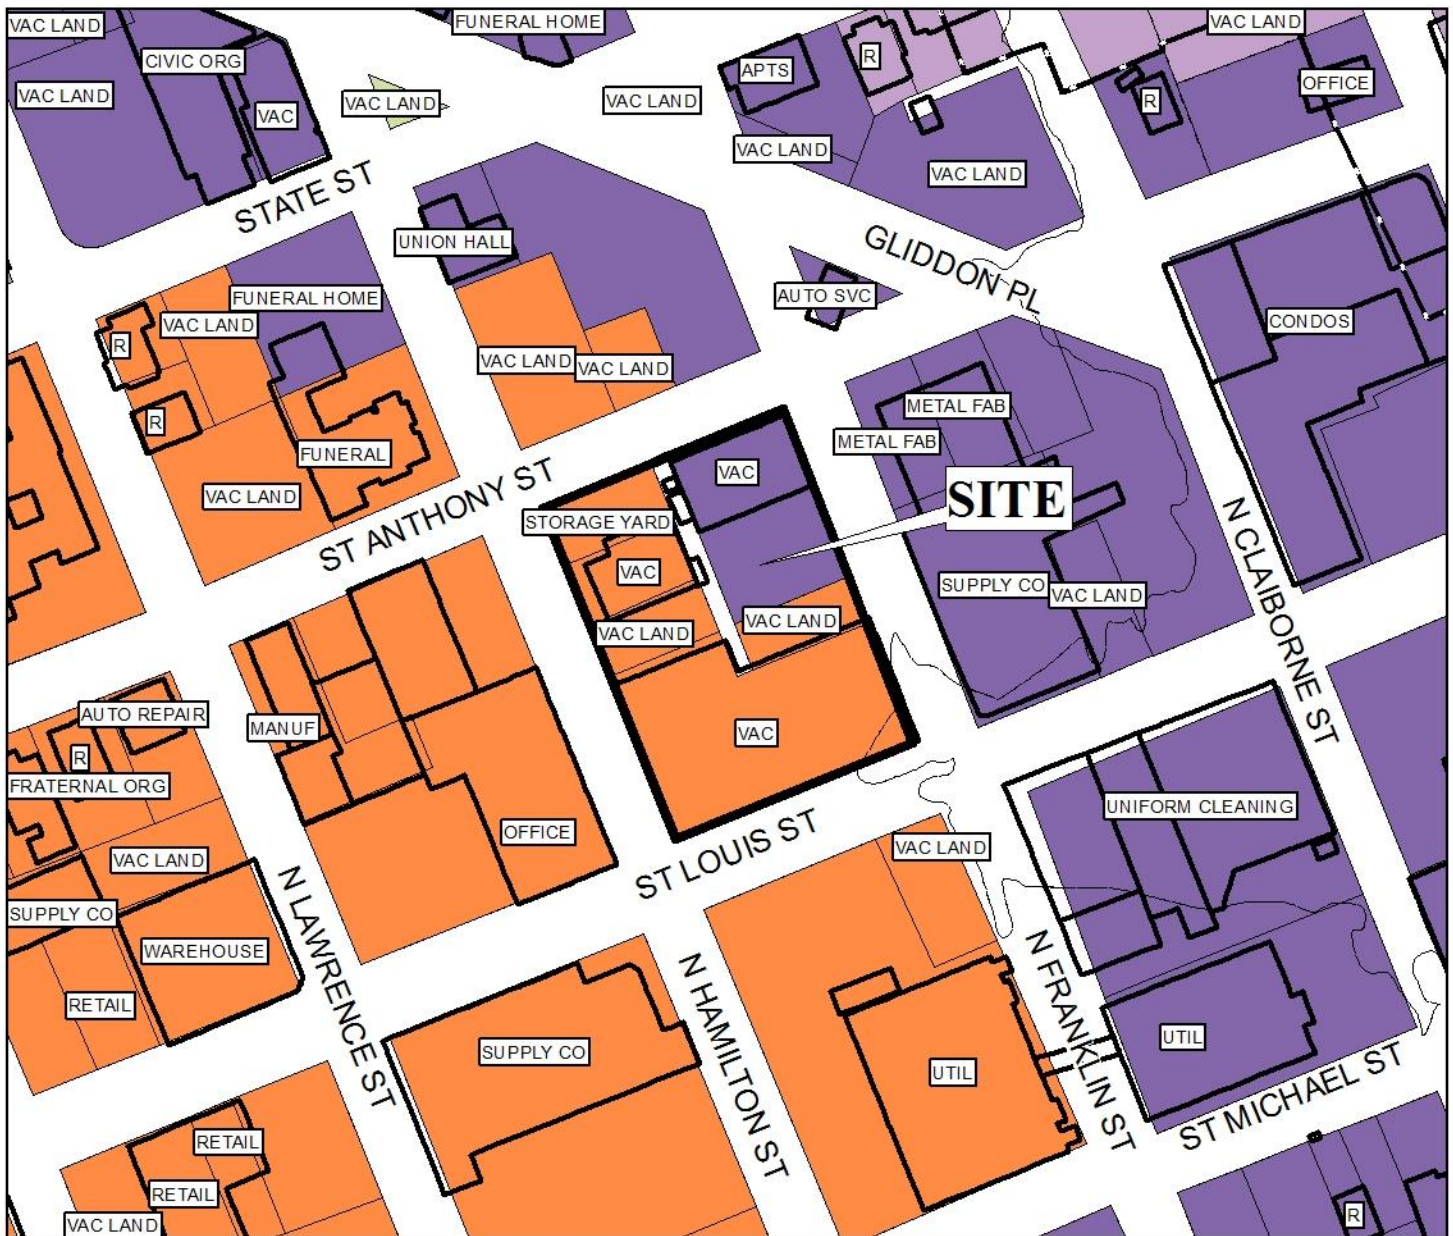 VAC LAND
FUNERAL HOME
VAC LAND
CIVIC ORG
APTS
R
OFFICE
VAC LAND
VAC
VAC LAND
VAC LAND
R
VAC LAND
VAC LAND
STATE ST
UNION HALL
GLIDDON PL
FUNERAL HOME
AUTO SVC
VAC LAND
CONDOS
R
VAC LAND
VAC LAND
METAL FAB
R
METAL FAB
FUNERAL
VAC
VAC LAND
SITE
ST ANTHONY ST
STORAGE YARD
N CLAIBORNE ST
VAC
SUPPLY CO
VAC LAND
VAC LAND
VAC LAND
AUTO REPAIR
MANUF
VAC
R
FRATERNAL ORG
UNIFORM CLEANING
OFFICE
ST LOUIS ST
VAC LAND
VAC LAND
SUPPLY CO
N LAWRENCE ST
WAREHOUSE
N HAMILTON ST
N FRANKLIN ST
RETAIL
UTIL
SUPPLY CO
UTIL
ST MICHAEL ST
RETAIL
RETAIL
VAC LAND
R